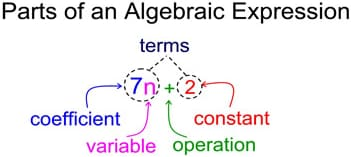 Parts of an Algebraic Expression
terms
7n + 2
coefficient
constant
variable
operation